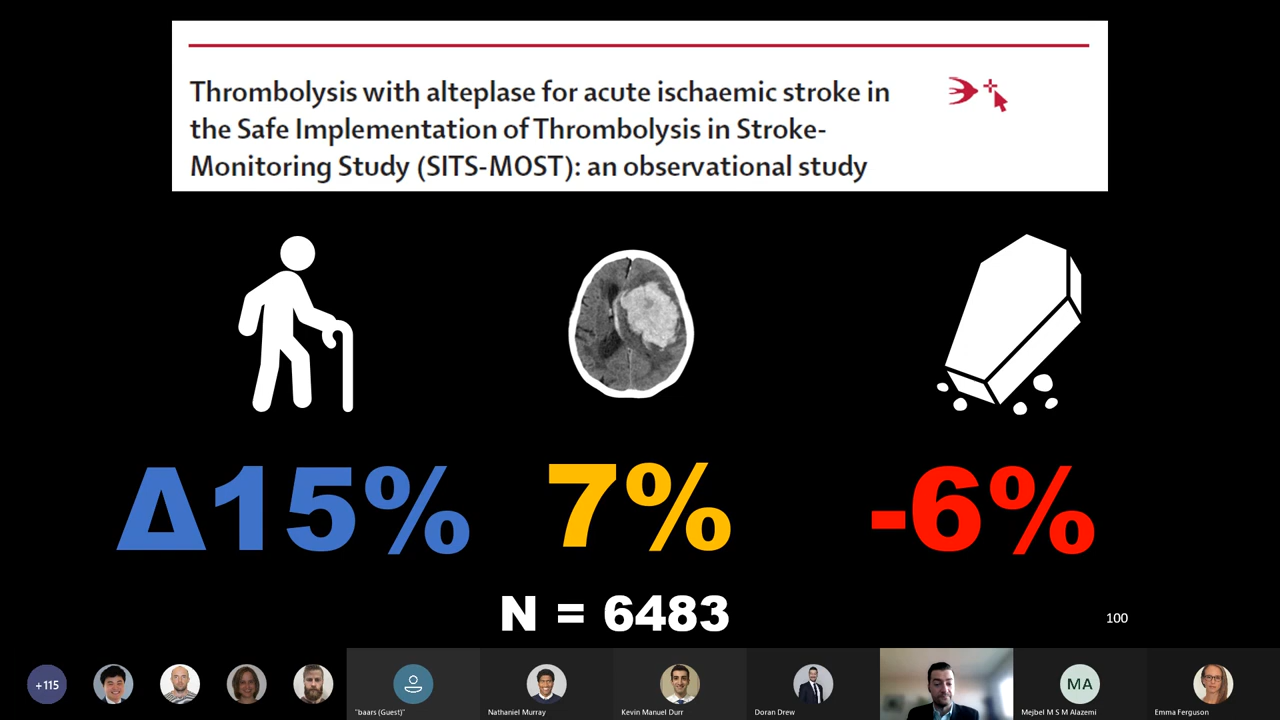 Thrombolysis with alteplase for acute ischaemic stroke in
the Safe Implementation of Thrombolysis in Stroke-
Monitoring Study (SITS-MOST): an observational study
Δ15%
7%
-6%
N = 6483
100
+115
"baars (Guest)"
Nathaniel Murray
Kevin Manuel Durr
Doran Drew
MA
Mejbel M S M Alazemi
Emma Ferguson